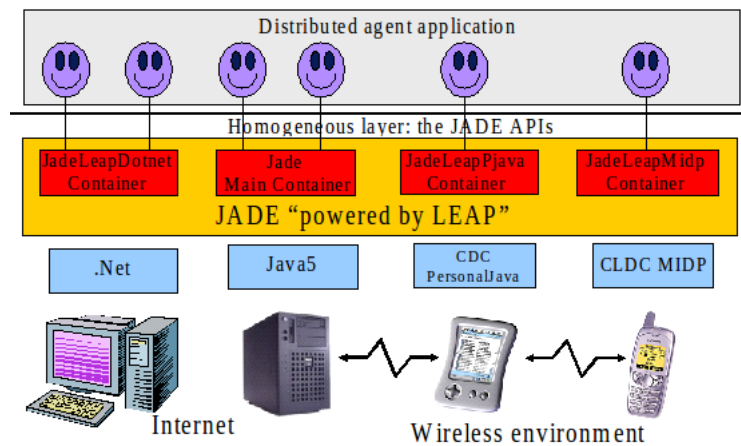 Distributed agent application
Homogeneous layer: the JADE APIs
JadeLeapDotnet
Container
Jade
Main Container
JadeLeapPjava
Container
JadeLeapMidp
Container
JADE “powered by LEAP”
.Net
Java5
CDC
PersonalJava
CLDC MIDP
Internet
Wireless environment